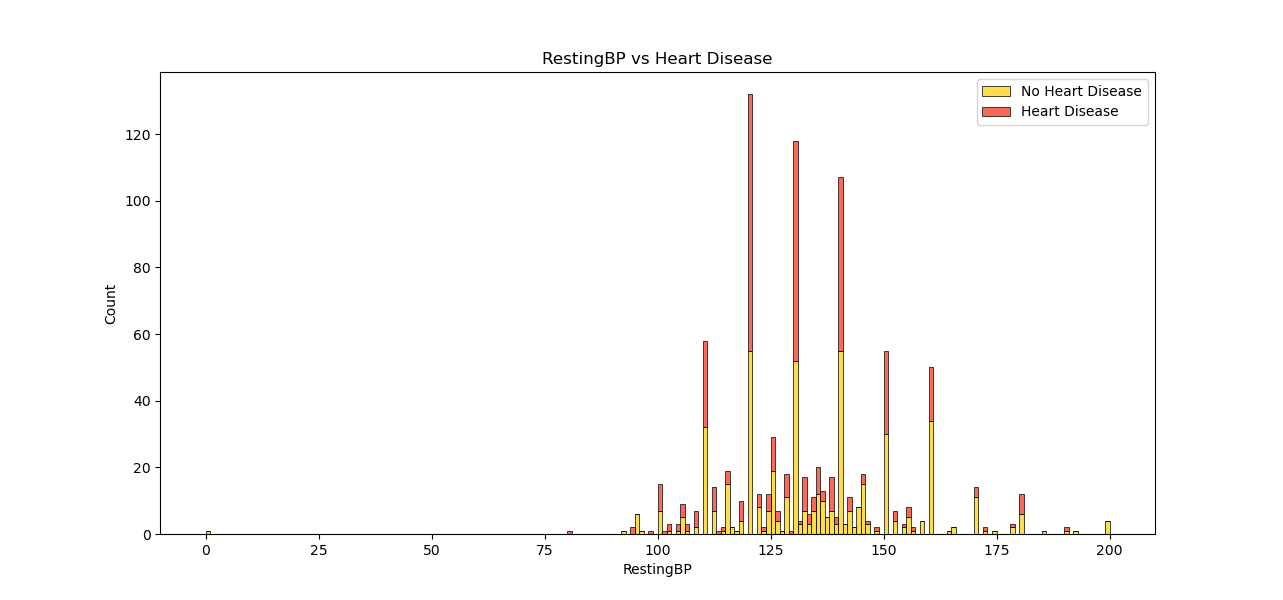 RestingBP vs Heart Disease
No Heart Disease
Heart Disease
Count
120
100
80
60
40
20
0
0 25 50 75 100 125 150 175 200
RestingBP